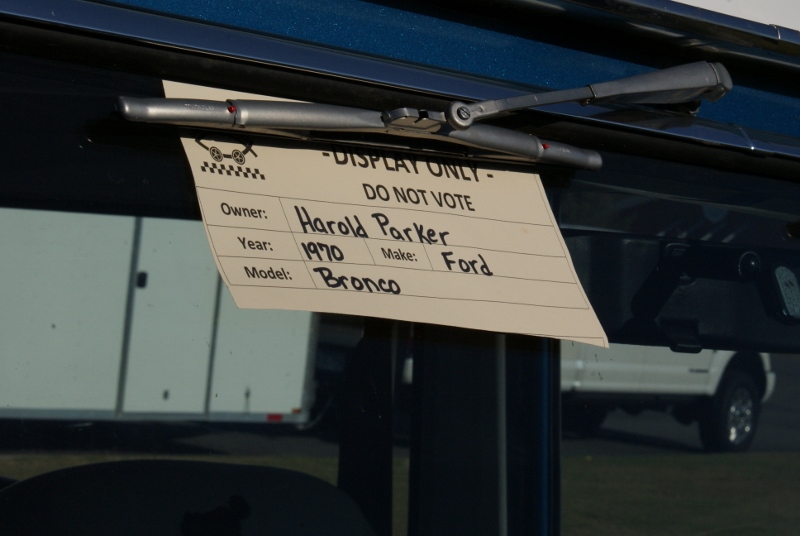 -DISPLAY ONLY-
DO NOT VOTE
Owner: Harold Parker
Year: 1970 Make: Ford
Model: Bronco